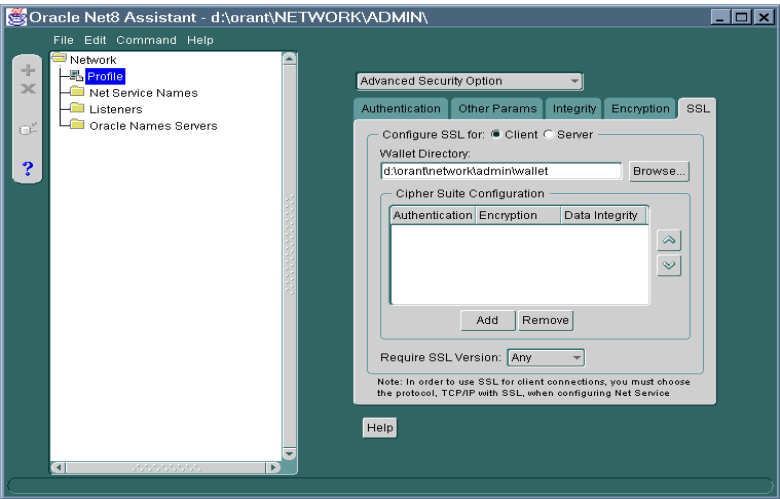 Oracle Net8 Assistant - d:\orant\NETWORK\ADMIN\
File Edit Command Help
Network
Profile
Net Service Names
Listeners
Oracle Names Servers
?
Advanced Security Option
Authentication Other Params Integrity Encryption SSL
Configure SSL for: Client Server
Wallet Directory:
d:\orant\network\admin\wallet Browse...
Cipher Suite Configuration
Authentication Encryption Data Integrity
Add Remove
Require SSL Version: Any
Note: In order to use SSL for client connections, you must choose
the protocol, TCP/IP with SSL, when configuring Net Service
Help